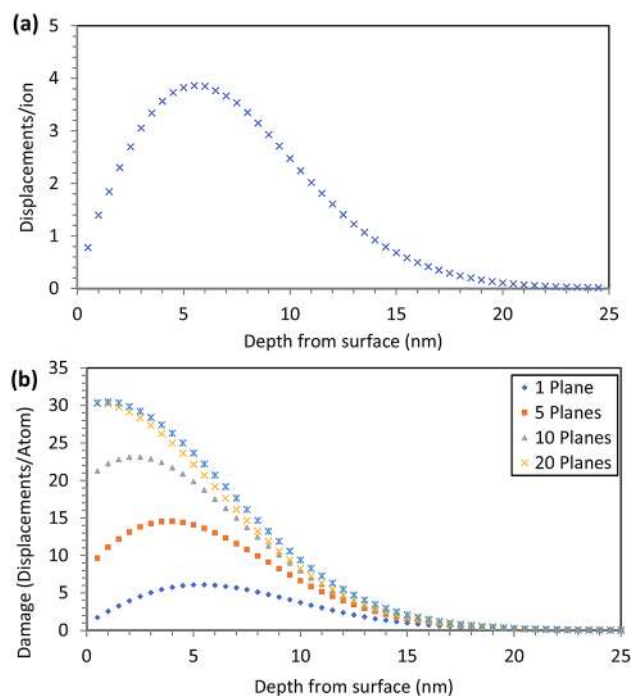 (a)
5
4
3
2
1
0
Displacements/ion
0 5 10 15 20 25
Depth from surface (nm)
(b)
35
30
25
20
15
10
5
0
Damage (Displacements/Atom)
1 Plane
5 Planes
10 Planes
20 Planes
0 5 10 15 20 25
Depth from surface (nm)